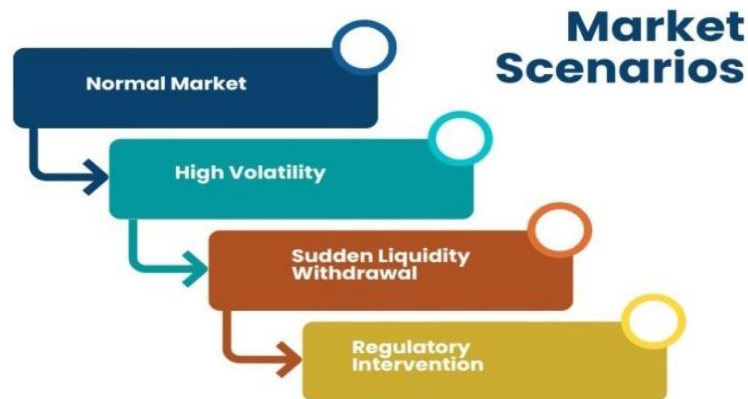 Market
Scenarios
Normal Market
High Volatility
Sudden Liquidity
Withdrawal
Regulatory
Intervention